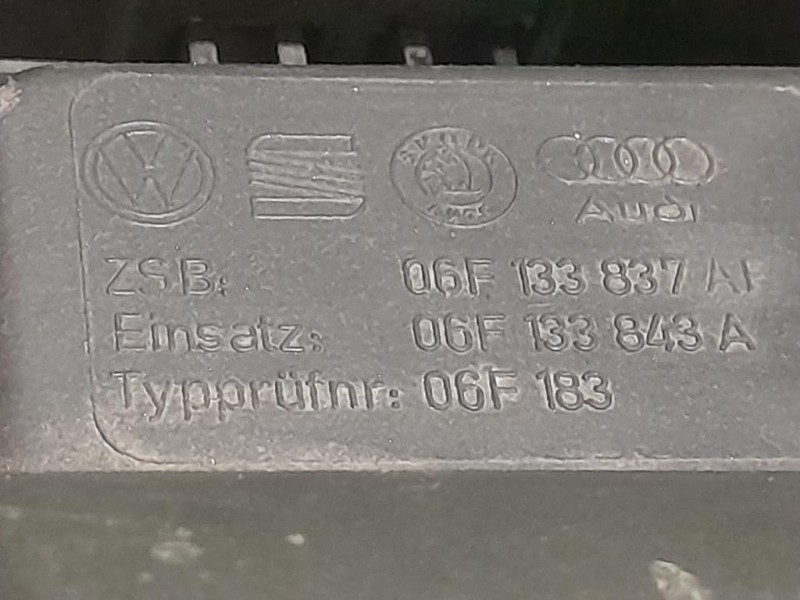 Audi
ZSB: 06F 133 837
Einsatz: 06F 133 843 A
Typprüfnr: 06F 183